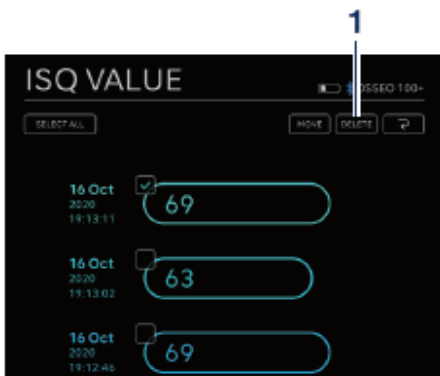 1
ISQ VALUE
OSSEO 100+
SELECT ALL
MOVE
DELETE
16 Oct
2020
19:13:11
69
16 Oct
2020
19:13:02
63
16 Oct
2020
19:12:46
69